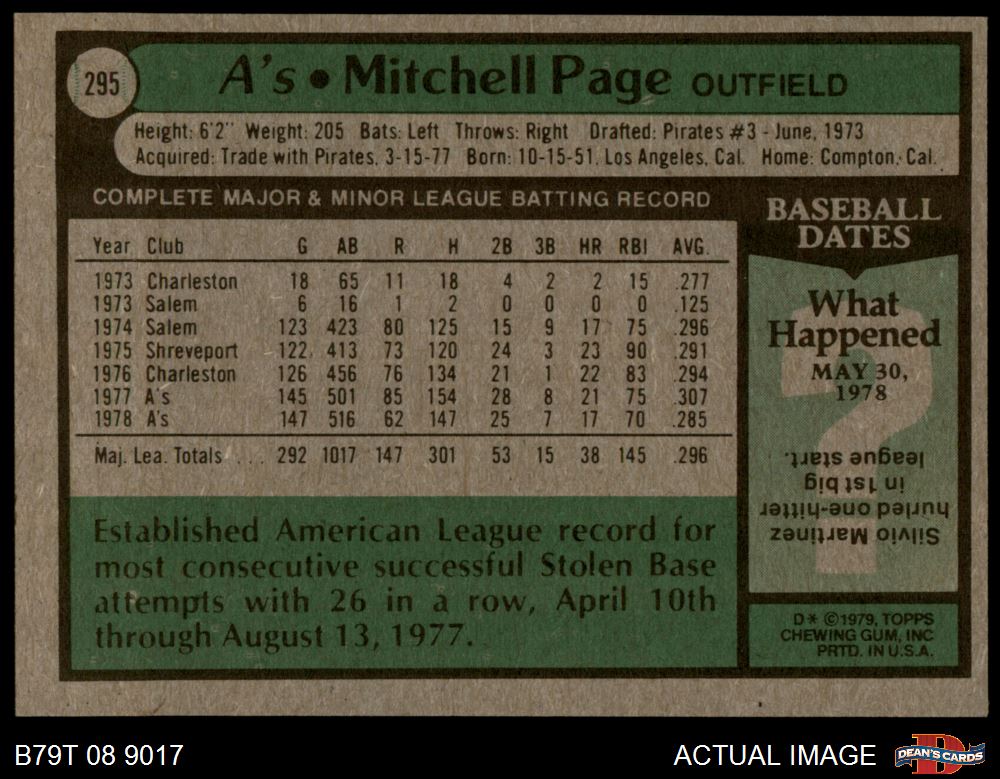 295
A's • Mitchell Page OUTFIELD
Height: 6'2" Weight: 205 Bats: Left Throws: Right Drafted: Pirates #3 - June, 1973
Acquired: Trade with Pirates, 3-15-77 Born: 10-15-51, Los Angeles, Cal. Home: Compton, Cal.
COMPLETE MAJOR & MINOR LEAGUE BATTING RECORD
Year Club G AB R H 2B 3B HR RBI AVG.
1973 Charleston 18 65 11 18 4 2 2 15 .277
1973 Salem 6 16 1 2 0 0 0 0 .125
1974 Salem 123 423 80 125 15 9 17 75 .296
1975 Shreveport 122 413 73 120 24 3 23 90 .291
1976 Charleston 126 456 76 134 21 1 22 83 .294
1977 A's 145 501 85 154 28 8 21 75 .307
1978 A's 147 516 62 147 25 7 17 70 .285
Maj. Lea. Totals . . . 292 1017 147 301 53 15 38 145 .296
Established American League record for
most consecutive successful Stolen Base
attempts with 26 in a row, April 10th
through August 13, 1977.
BASEBALL
DATES
What
Happened
MAY 30,
1978
?
Silvio Martinez
hurled one-hitter
in 1st big
league start.
D* ©1979, TOPPS
CHEWING GUM, INC
PRTD. IN U.S.A.
B79T 08 9017
ACTUAL IMAGE
DEAN'S CARDS